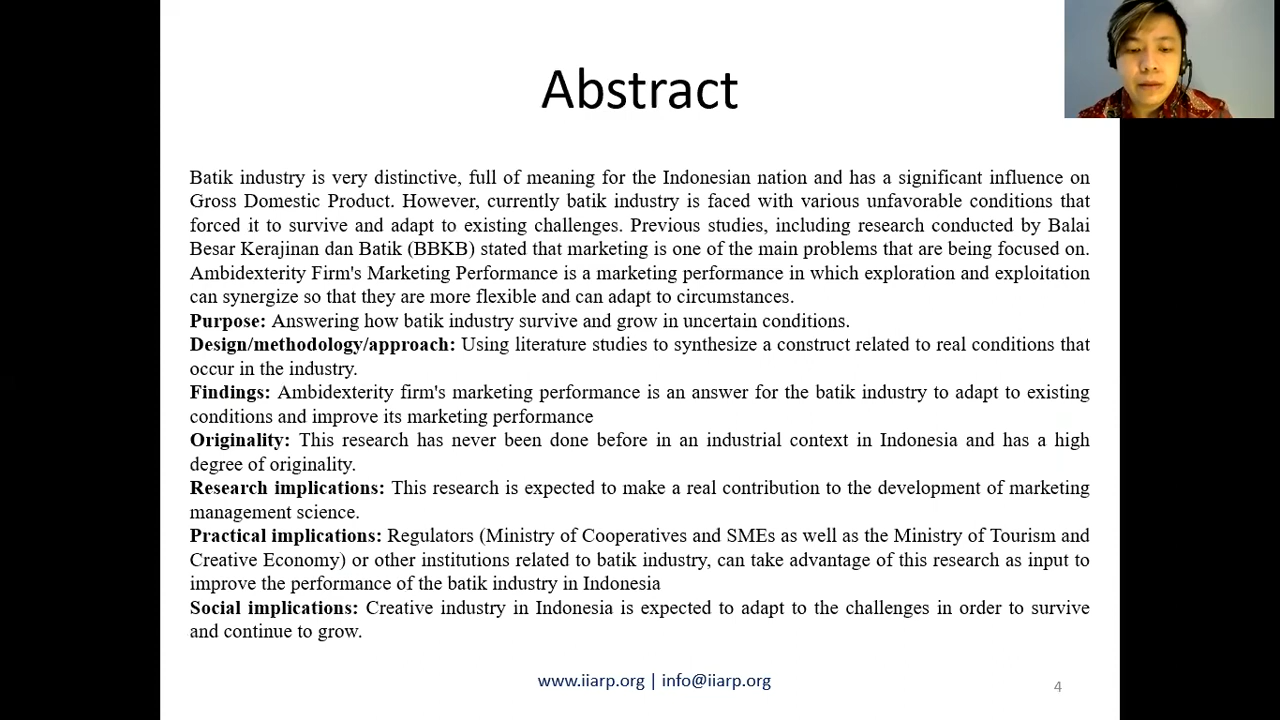 Abstract
Batik industry is very distinctive, full of meaning for the Indonesian nation and has a significant influence on
Gross Domestic Product. However, currently batik industry is faced with various unfavorable conditions that
forced it to survive and adapt to existing challenges. Previous studies, including research conducted by Balai
Besar Kerajinan dan Batik (BBKB) stated that marketing is one of the main problems that are being focused on.
Ambidexterity Firm's Marketing Performance is a marketing performance in which exploration and exploitation
can synergize so that they are more flexible and can adapt to circumstances.
Purpose: Answering how batik industry survive and grow in uncertain conditions.
Design/methodology/approach: Using literature studies to synthesize a construct related to real conditions that
occur in the industry.
Findings: Ambidexterity firm's marketing performance is an answer for the batik industry to adapt to existing
conditions and improve its marketing performance
Originality: This research has never been done before in an industrial context in Indonesia and has a high
degree of originality.
Research implications: This research is expected to make a real contribution to the development of marketing
management science.
Practical implications: Regulators (Ministry of Cooperatives and SMEs as well as the Ministry of Tourism and
Creative Economy) or other institutions related to batik industry, can take advantage of this research as input to
improve the performance of the batik industry in Indonesia
Social implications: Creative industry in Indonesia is expected to adapt to the challenges in order to survive
and continue to grow.
www.iiarp.org | info@iiarp.org
4